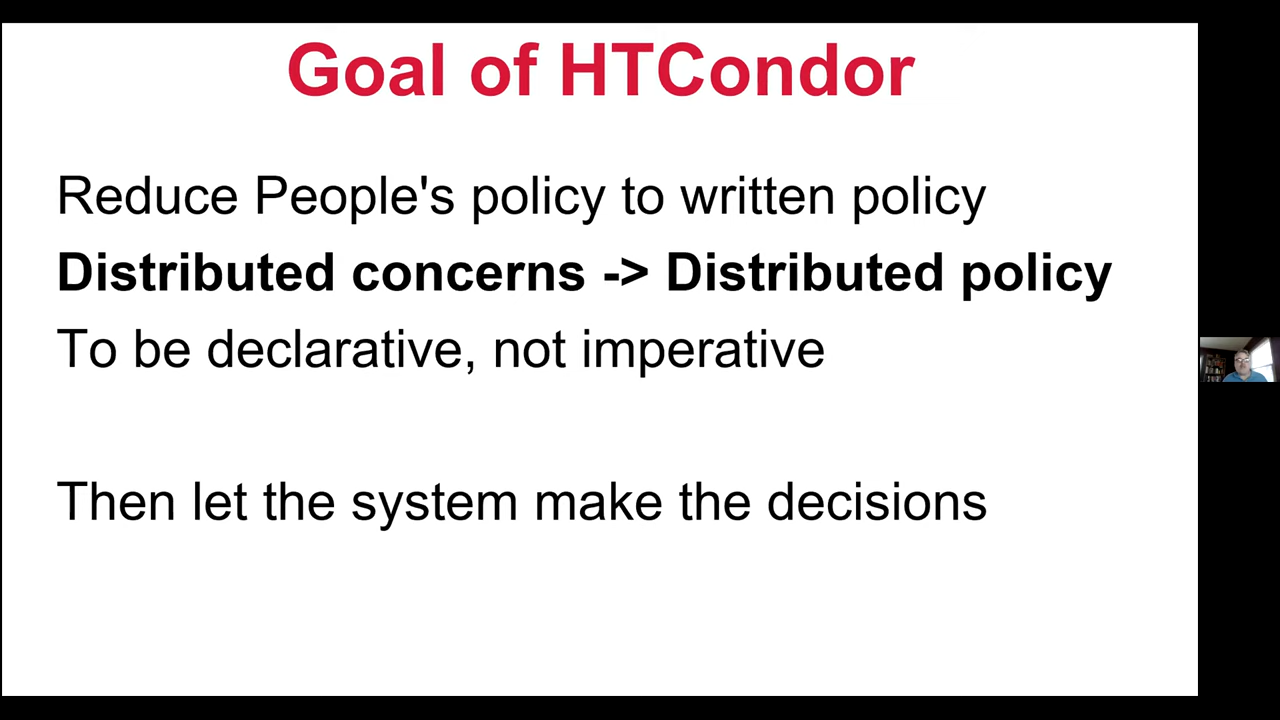 Goal of HTCondor
Reduce People's policy to written policy
Distributed concerns -> Distributed policy
To be declarative, not imperative
Then let the system make the decisions